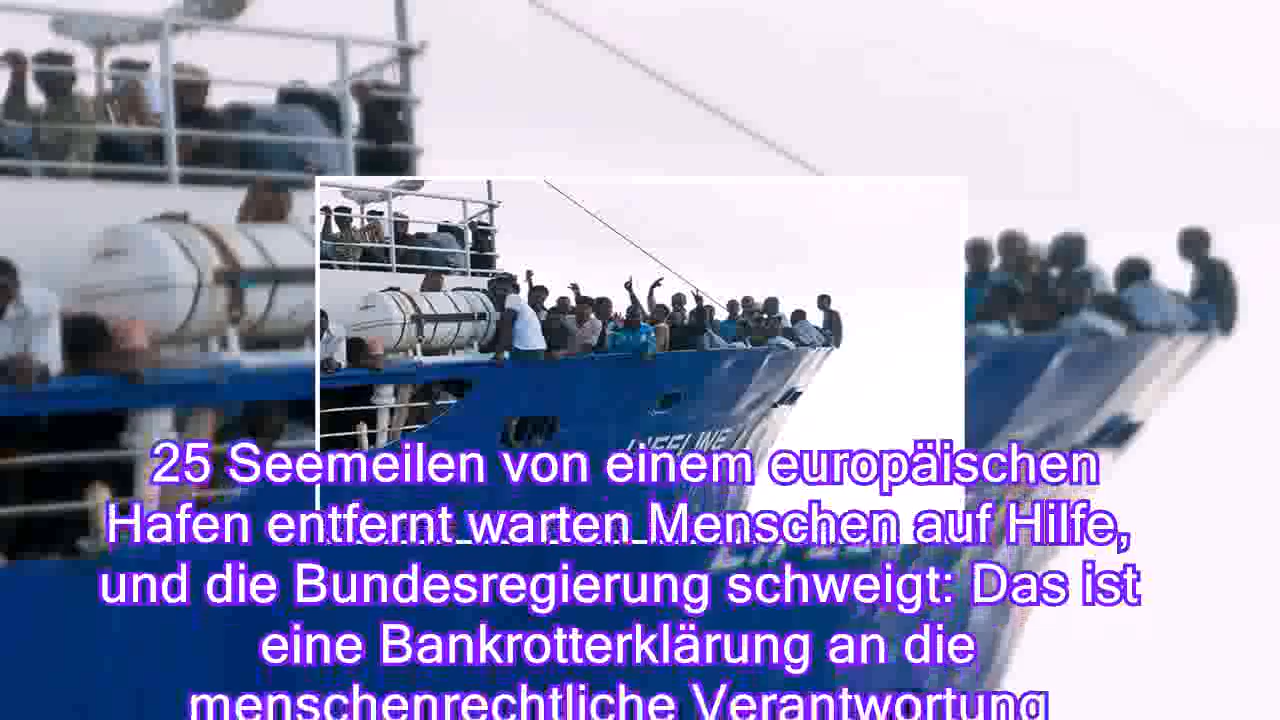 LIFELINE
25 Seemeilen von einem europäischen
Hafen entfernt warten Menschen auf Hilfe,
und die Bundesregierung schweigt: Das ist
eine Bankrotterklärung an die
menschenrechtliche Verantwortung